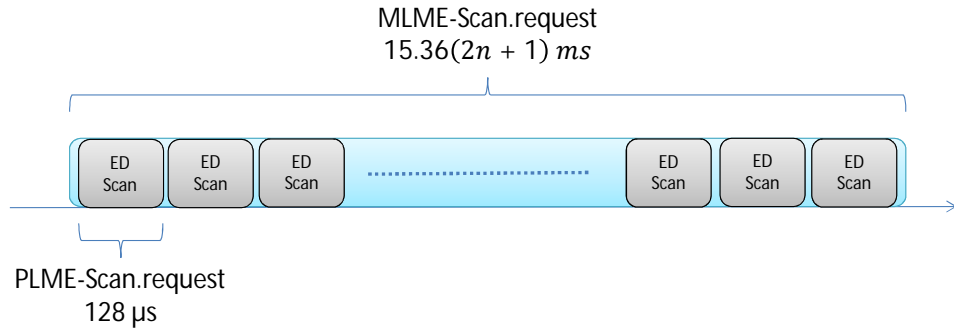 MLME-Scan.request
15.36(2n + 1) ms
ED
Scan
ED
Scan
ED
Scan
ED
Scan
ED
Scan
ED
Scan
PLME-Scan.request
128 μs